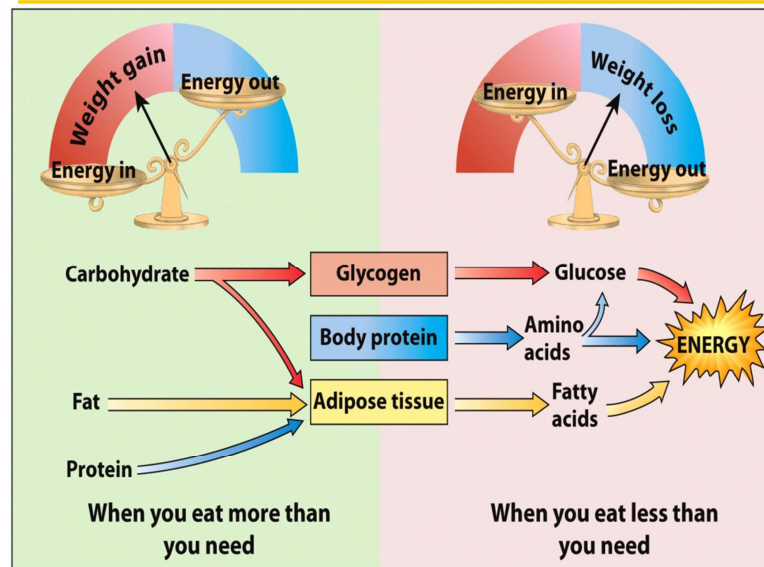 Weight gain
Energy out
Energy in
Energy in
Weight loss
Energy out
Carbohydrate
Glycogen
Glucose
Body protein
Amino
acids
ENERGY
Fat
Adipose tissue
Fatty
acids
Protein
When you eat more than
you need
When you eat less than
you need